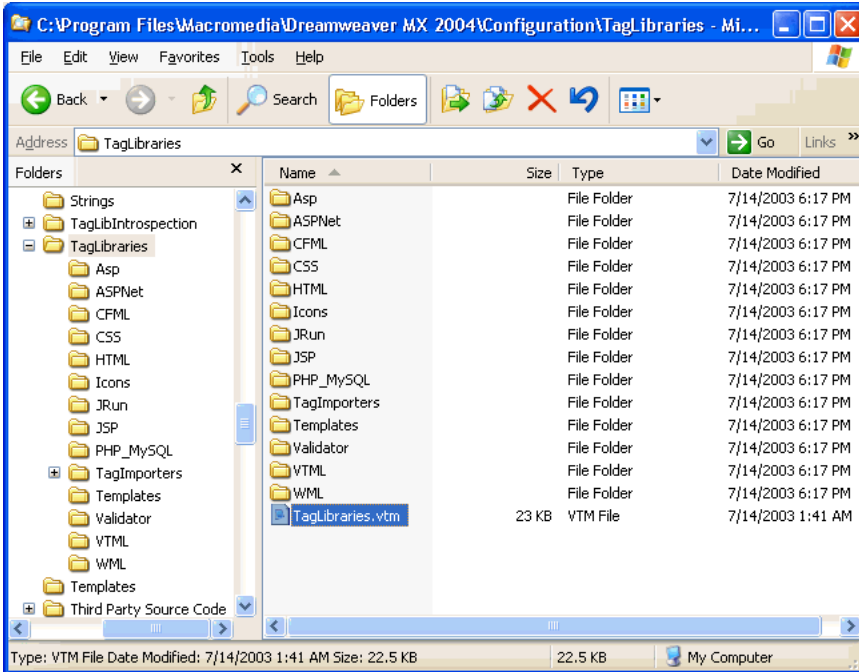 C:\Program Files\Macromedia\Dreamweaver MX 2004\Configuration\TagLibraries - Mi...
File Edit View Favorites Tools Help
Back Search Folders
Address TagLibraries Go Links »
Folders x Name Size Type Date Modified
Strings
TagLibIntrospection
TagLibraries
Asp
ASPNet
CFML
CSS
HTML
Icons
JRun
JSP
PHP_MySQL
TagImporters
Templates
Validator
VTML
WML
Templates
Third Party Source Code
Asp File Folder 7/14/2003 6:17 PM
ASPNet File Folder 7/14/2003 6:17 PM
CFML File Folder 7/14/2003 6:17 PM
CSS File Folder 7/14/2003 6:17 PM
HTML File Folder 7/14/2003 6:17 PM
Icons File Folder 7/14/2003 6:17 PM
JRun File Folder 7/14/2003 6:17 PM
JSP File Folder 7/14/2003 6:17 PM
PHP_MySQL File Folder 7/14/2003 6:17 PM
TagImporters File Folder 7/14/2003 6:17 PM
Templates File Folder 7/14/2003 6:17 PM
Validator File Folder 7/14/2003 6:17 PM
VTML File Folder 7/14/2003 6:17 PM
WML File Folder 7/14/2003 6:17 PM
TagLibraries.vtm 23 KB VTM File 7/14/2003 1:41 AM
Type: VTM File Date Modified: 7/14/2003 1:41 AM Size: 22.5 KB 22.5 KB My Computer